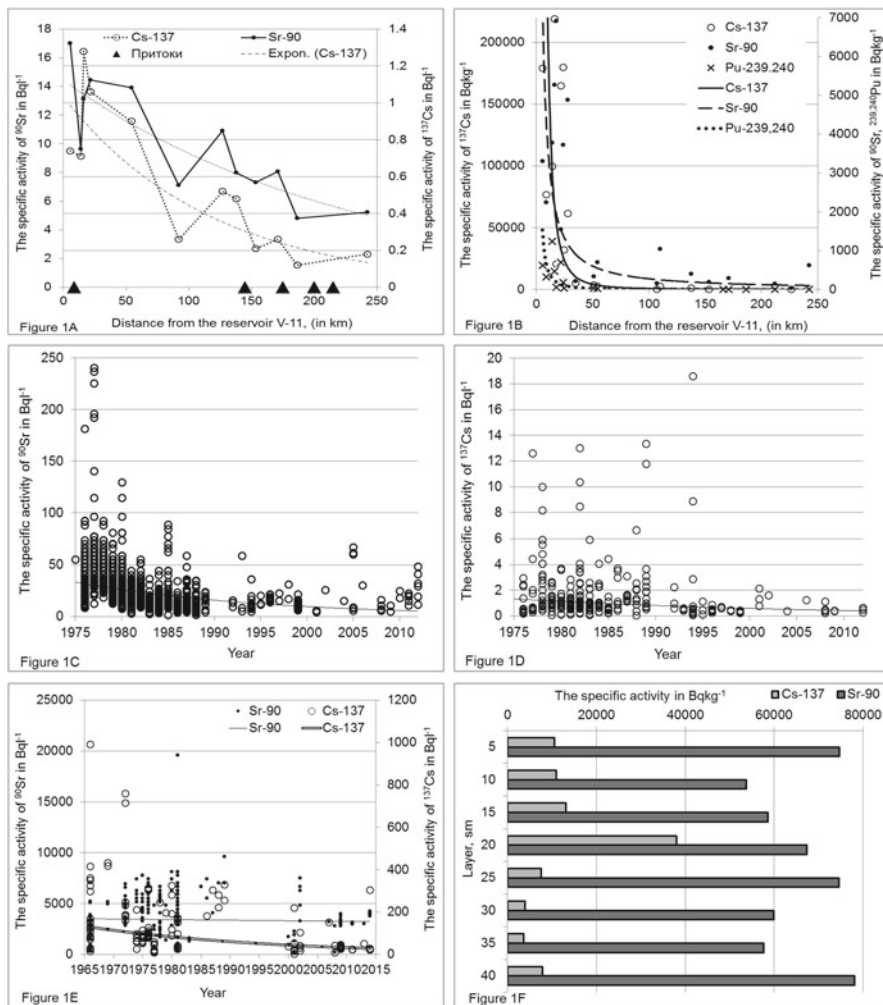 Cs-137 Sr-90
Притоки Expon. (Cs-137)
The specific activity of ⁹⁰Sr in Bql⁻¹
18
16
14
12
10
8
6
4
2
0
The specific activity of ¹³⁷Cs in Bql⁻¹
1.4
1.2
1
0.8
0.6
0.4
0.2
0
0 50 100 150 200 250
Distance from the reservoir V-11, (in km)
Figure 1A
Cs-137
Sr-90
Pu-239.240
Cs-137
Sr-90
Pu-239,240
The specific activity of ¹³⁷Cs in Bqkg⁻¹
200000
150000
100000
50000
0
The specific activity of ⁹⁰Sr, ²³⁹,²⁴⁰Pu in Bqkg⁻¹
7000
6000
5000
4000
3000
2000
1000
0
0 50 100 150 200 250
Distance from the reservoir V-11, (in km)
Figure 1B
The specific activity of ⁹⁰Sr in Bql⁻¹
250
200
150
100
50
0
1975 1980 1985 1990 1995 2000 2005 2010
Year
Figure 1C
The specific activity of ¹³⁷Cs in Bql⁻¹
20
18
16
14
12
10
8
6
4
2
0
1975 1980 1985 1990 1995 2000 2005 2010
Year
Figure 1D
Sr-90 Cs-137
Sr-90 Cs-137
The specific activity of ⁹⁰Sr in Bql⁻¹
25000
20000
15000
10000
5000
0
The specific activity of ¹³⁷Cs in Bql⁻¹
1200
1000
800
600
400
200
0
1965 1970 1975 1980 1985 1990 1995 2000 2005 2010 2015
Year
Figure 1E
The specific activity in Bqkg⁻¹ Cs-137 Sr-90
0 20000 40000 60000 80000
Layer, sm
5
10
15
20
25
30
35
40
Figure 1F